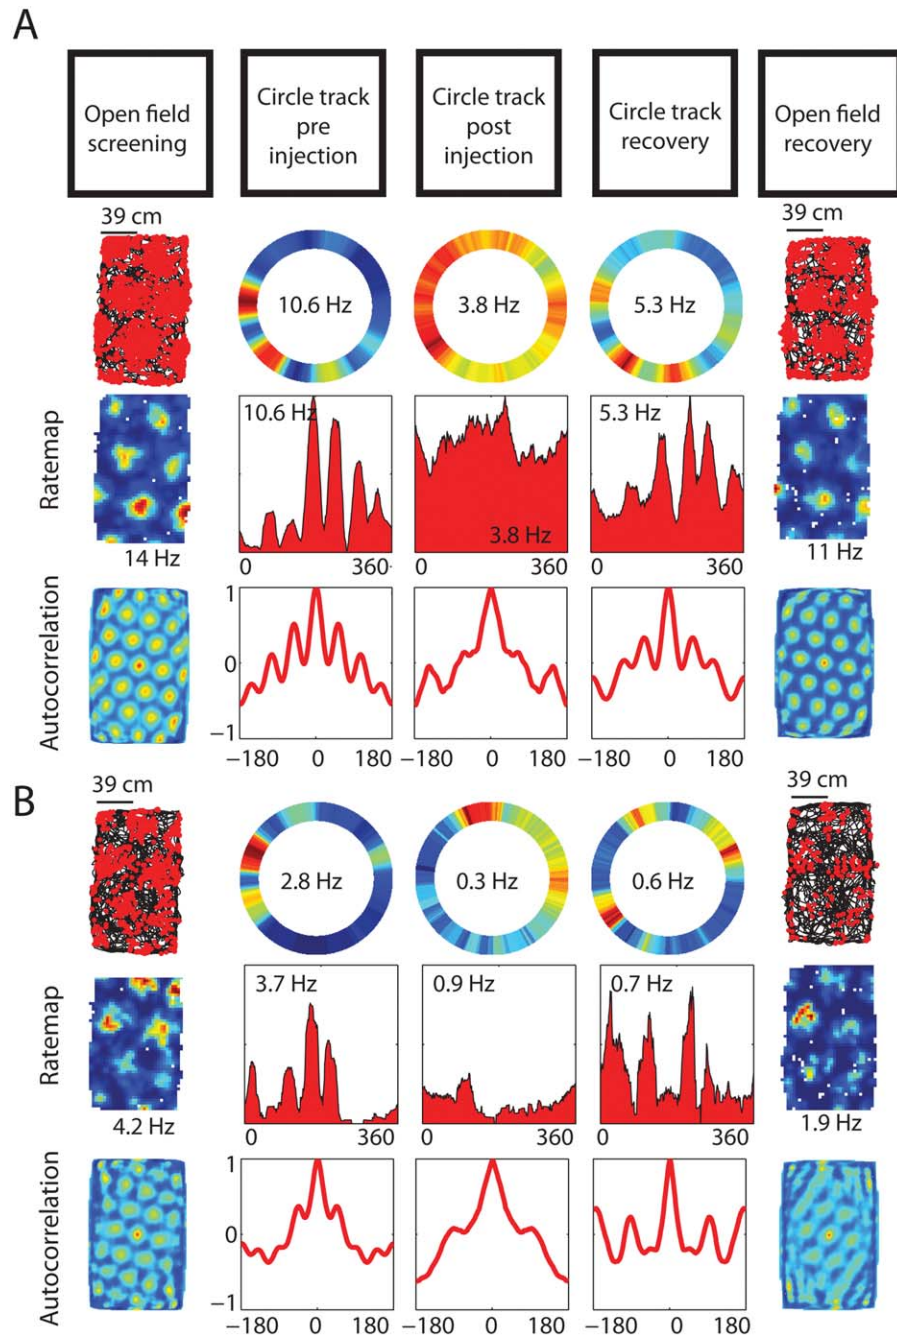 A
Open field
screening
Circle track
pre
injection
Circle track
post
injection
Circle track
recovery
Open field
recovery
39 cm
39 cm
10.6 Hz
3.8 Hz
5.3 Hz
Ratemap
10.6 Hz
3.8 Hz
5.3 Hz
14 Hz
0 360
0 360
0 360
11 Hz
Autocorrelation
1
0
−1
−180 0 180
−180 0 180
−180 0 180
B
39 cm
39 cm
2.8 Hz
0.3 Hz
0.6 Hz
Ratemap
3.7 Hz
0.9 Hz
0.7 Hz
4.2 Hz
0 360
0 360
0 360
1.9 Hz
Autocorrelation
1
0
−1
−180 0 180
−180 0 180
−180 0 180